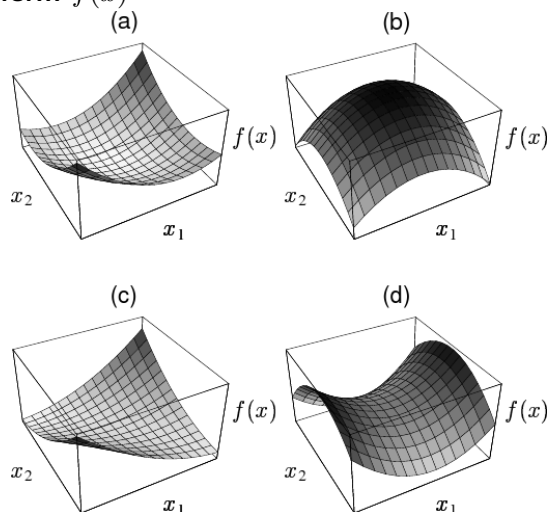 (a) (b)
f(x) f(x)
x₂ x₁ x₂ x₁
(c) (d)
f(x) f(x)
x₂ x₁ x₂ x₁